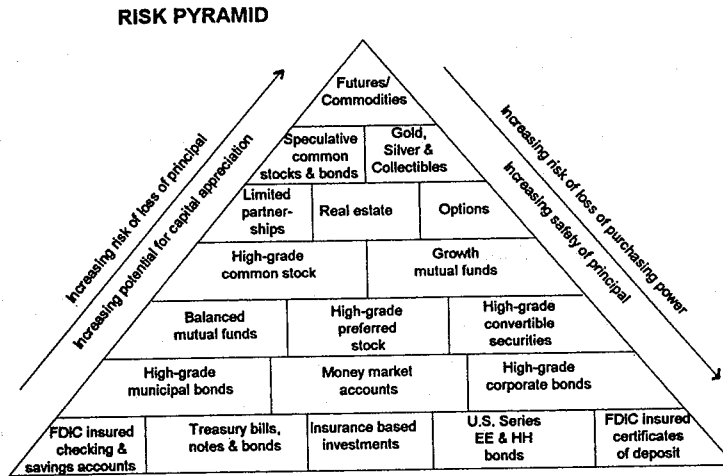 RISK PYRAMID
Increasing risk of loss of principal
Increasing potential for capital appreciation
Increasing risk of loss of purchasing power
Increasing safety of principal
Futures/
Commodities
Speculative
common
stocks & bonds
Gold,
Silver &
Collectibles
Limited
partner-
ships
Real estate
Options
High-grade
common stock
Growth
mutual funds
Balanced
mutual funds
High-grade
preferred
stock
High-grade
convertible
securities
High-grade
municipal bonds
Money market
accounts
High-grade
corporate bonds
FDIC insured
checking &
savings accounts
Treasury bills,
notes & bonds
Insurance based
investments
U.S. Series
EE & HH
bonds
FDIC insured
certificates
of deposit